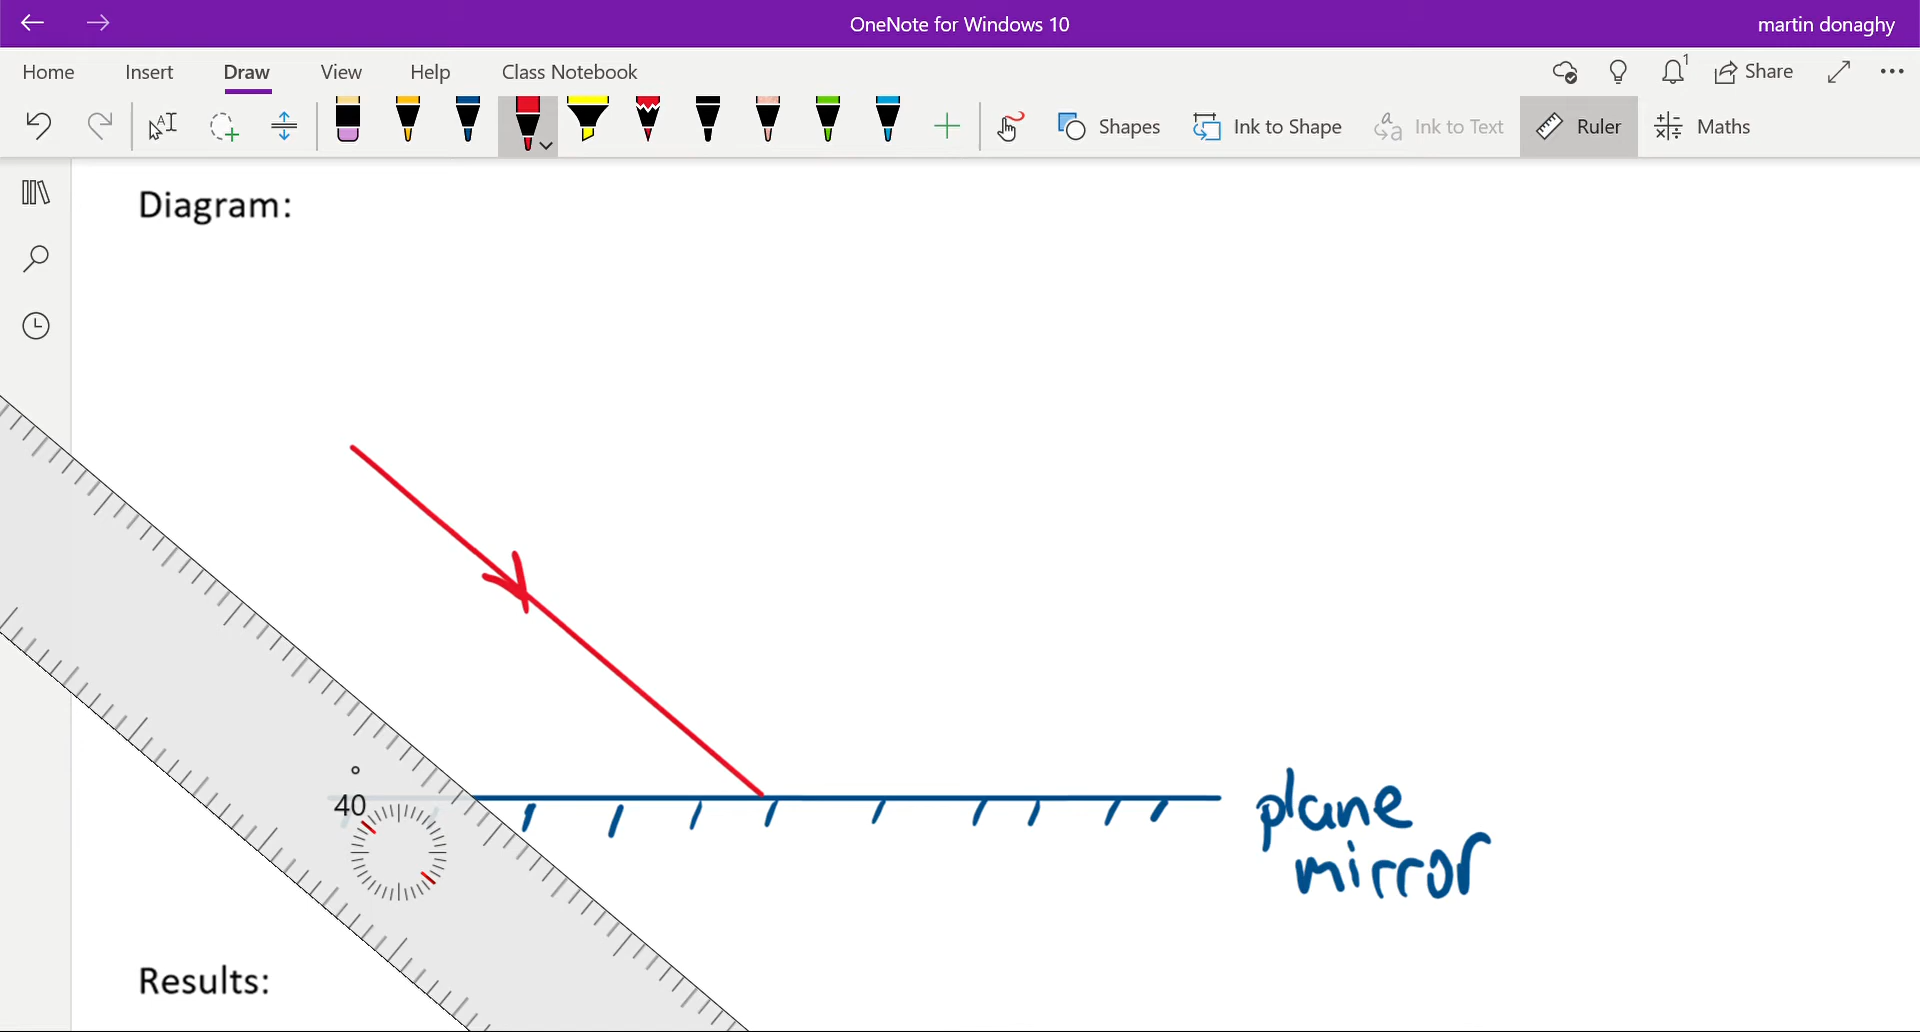 OneNote for Windows 10
martin donaghy
Home Insert Draw View Help Class Notebook
1 Share
Shapes Ink to Shape Ink to Text Ruler Maths
Diagram:
40°
plane
mirror
Results: